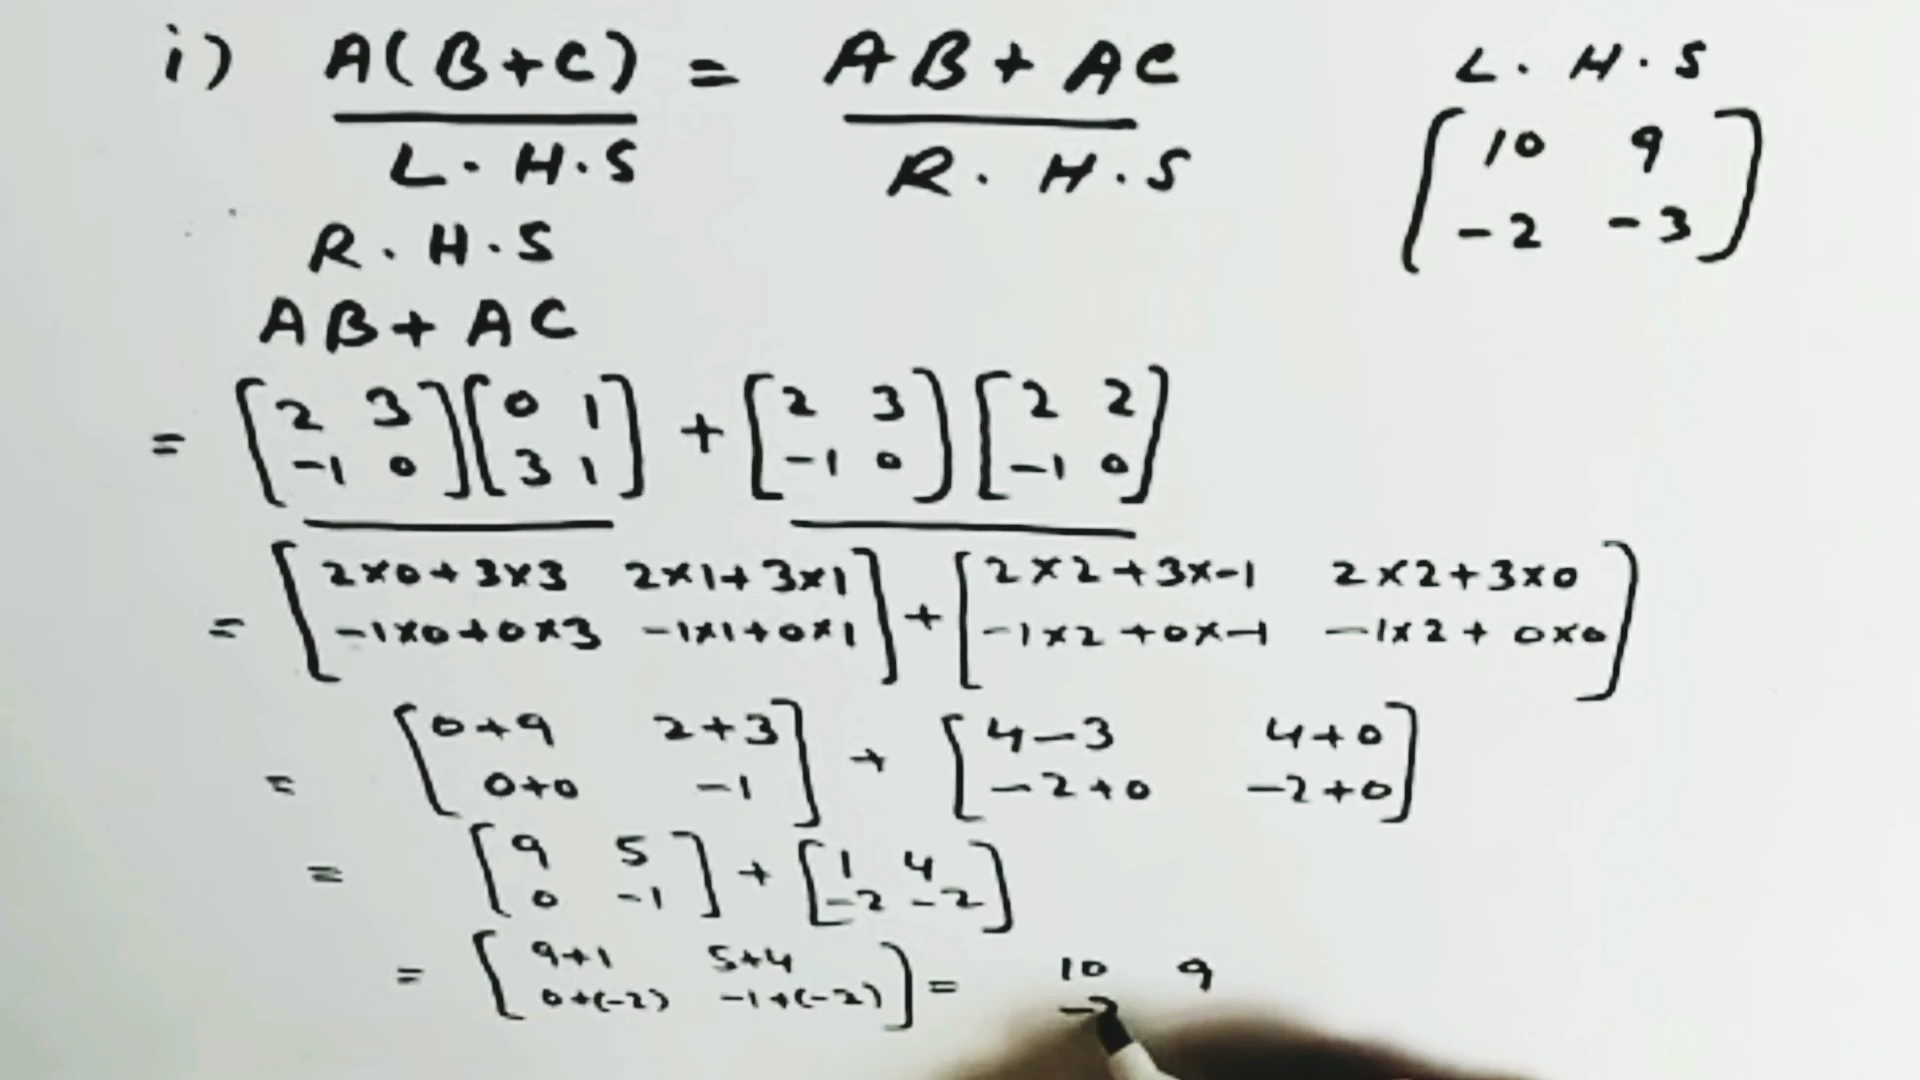 i) A(B+C) = AB+AC
L.H.S R.H.S
L.H.S
[10 9
-2 -3]
R.H.S
AB+AC
= [2 3 [0 1 + [2 3 [2 2
-1 0] 3 1] -1 0] -1 0]
= [2×0+3×3 2×1+3×1 + [2×2+3×-1 2×2+3×0
-1×0+0×3 -1×1+0×1] -1×2+0×-1 -1×2+0×0]
= [0+9 2+3 + [4-3 4+0
0+0 -1] -2+0 -2+0]
= [9 5 + [1 4
0 -1] -2 -2]
= [9+1 5+4 = 10 9
0+(-2) -1+(-2)] -2